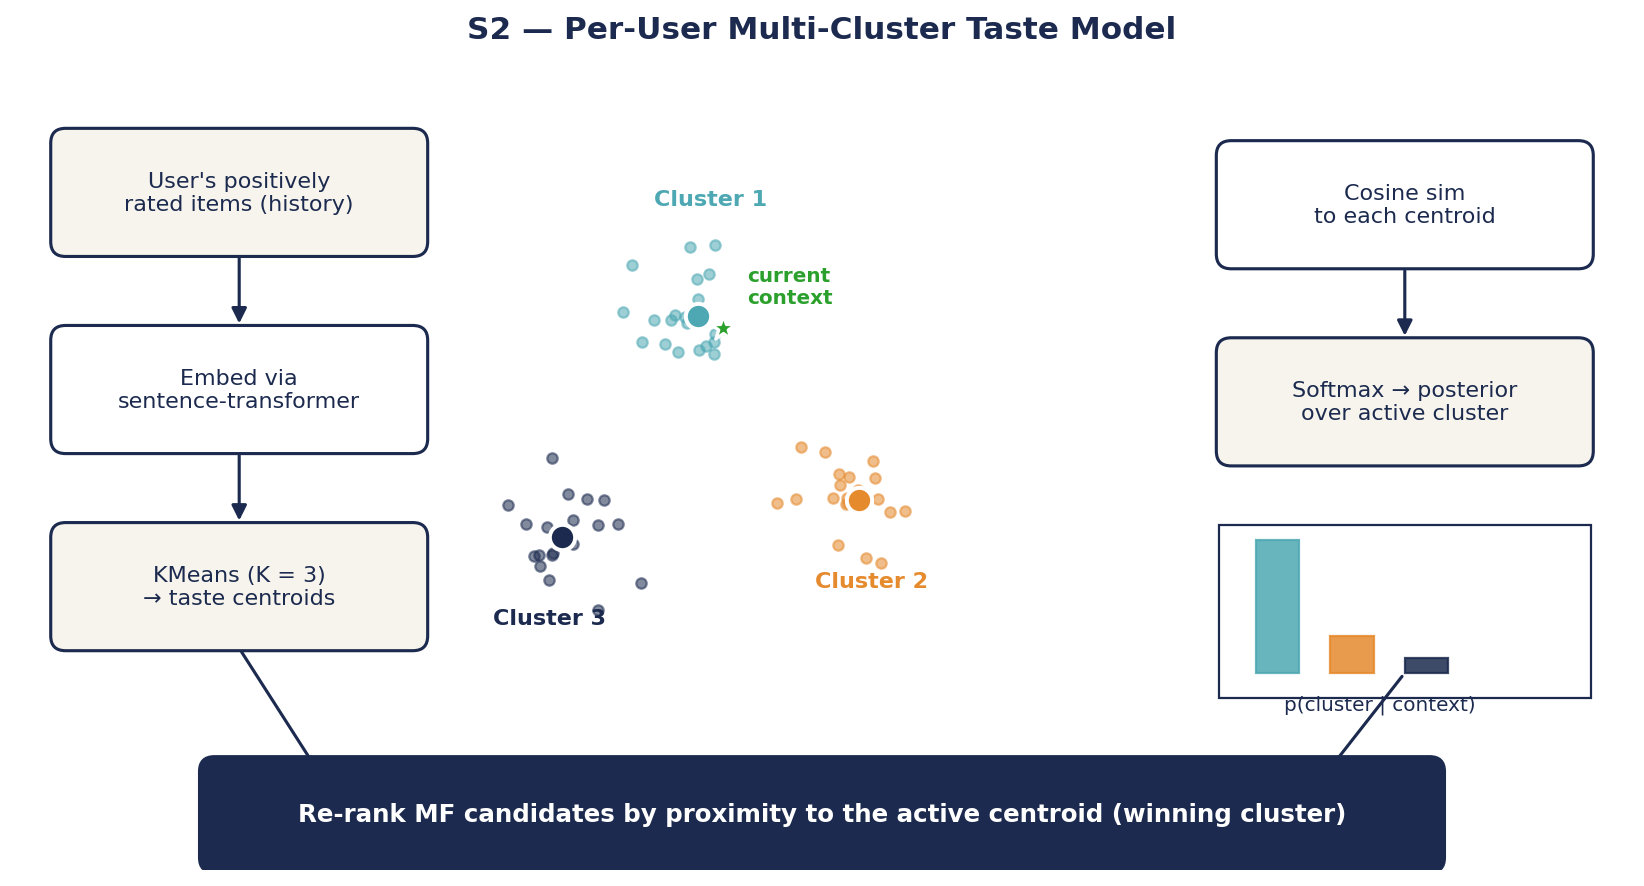 S2 — Per-User Multi-Cluster Taste Model
User's positively
rated items (history)
Embed via
sentence-transformer
KMeans (K = 3)
→ taste centroids
Cluster 1
current
context
Cluster 2
Cluster 3
Cosine sim
to each centroid
Softmax → posterior
over active cluster
p(cluster | context)
Re-rank MF candidates by proximity to the active centroid (winning cluster)